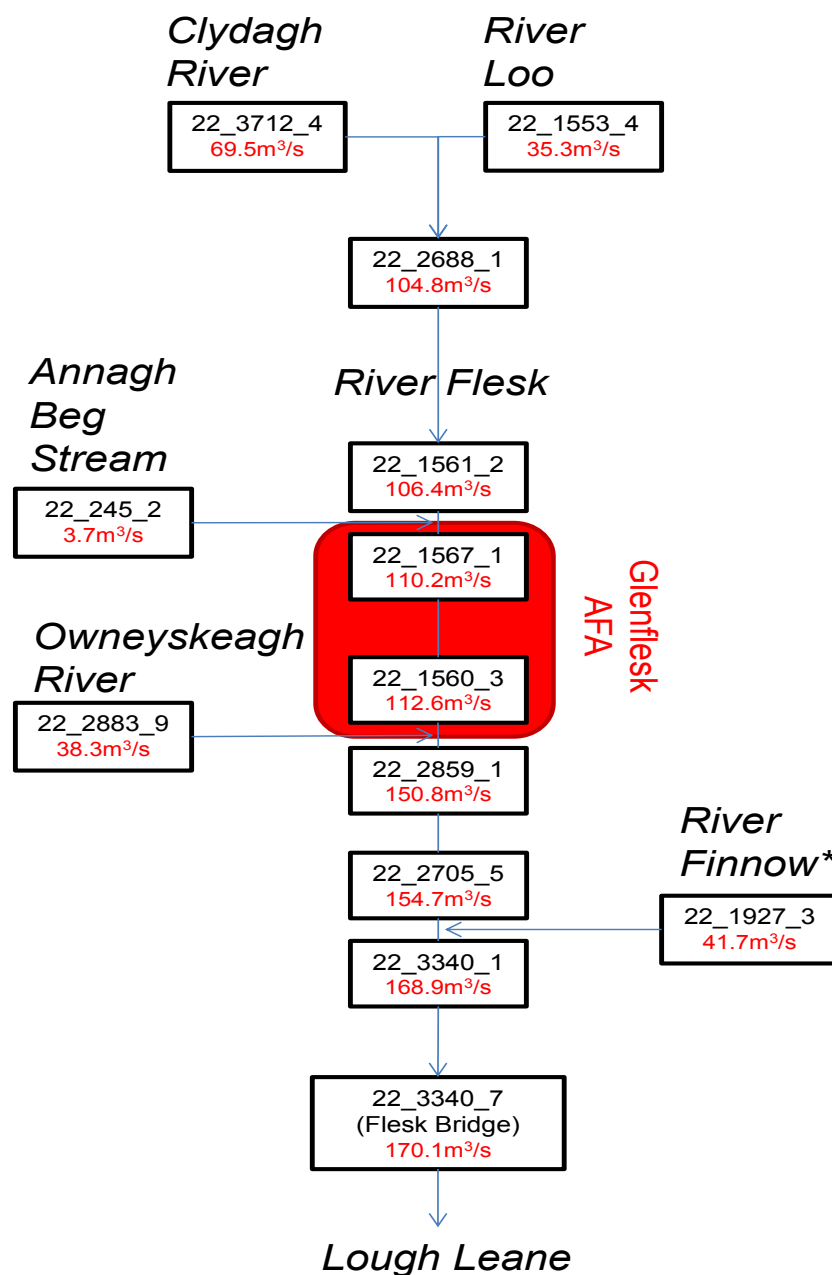 Clydagh
River
River
Loo
22_3712_4
69.5m³/s
22_1553_4
35.3m³/s
22_2688_1
104.8m³/s
River Flesk
Annagh
Beg
Stream
22_1561_2
106.4m³/s
22_245_2
3.7m³/s
22_1567_1
110.2m³/s
Glenflesk
AFA
Owneyskeagh
River
22_1560_3
112.6m³/s
22_2883_9
38.3m³/s
22_2859_1
150.8m³/s
River
Finnow*
22_2705_5
154.7m³/s
22_1927_3
41.7m³/s
22_3340_1
168.9m³/s
22_3340_7
(Flesk Bridge)
170.1m³/s
Lough Leane